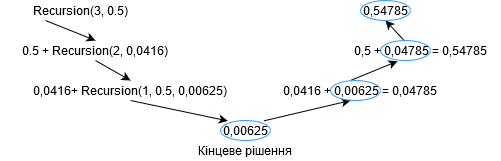 Recursion(3, 0.5)
0,54785
0.5 + Recursion(2, 0,0416)
0,5 + 0,04785 = 0,54785
0,0416+ Recursion(1, 0.5, 0,00625)
0,0416 + 0,00625 = 0,04785
0,00625
Кінцеве рішення